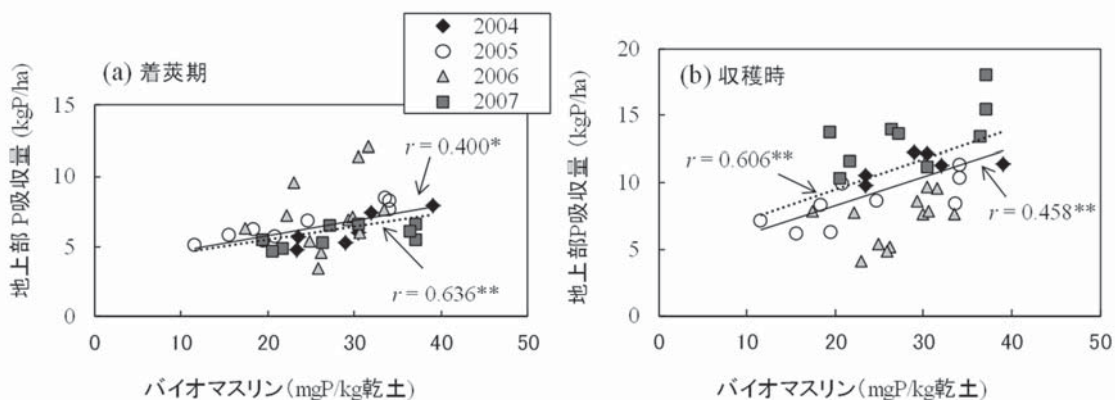 2004
2005
2006
2007
(a) 着莢期
地上部 P吸収量 (kgP/ha)
15
10
5
0
r = 0.400*
r = 0.636**
0 10 20 30 40 50
バイオマスリン(mgP/kg乾土)
(b) 収穫時
地上部P吸収量 (kgP/ha)
20
15
10
5
0
r = 0.606**
r = 0.458**
0 10 20 30 40 50
バイオマスリン(mgP/kg乾土)